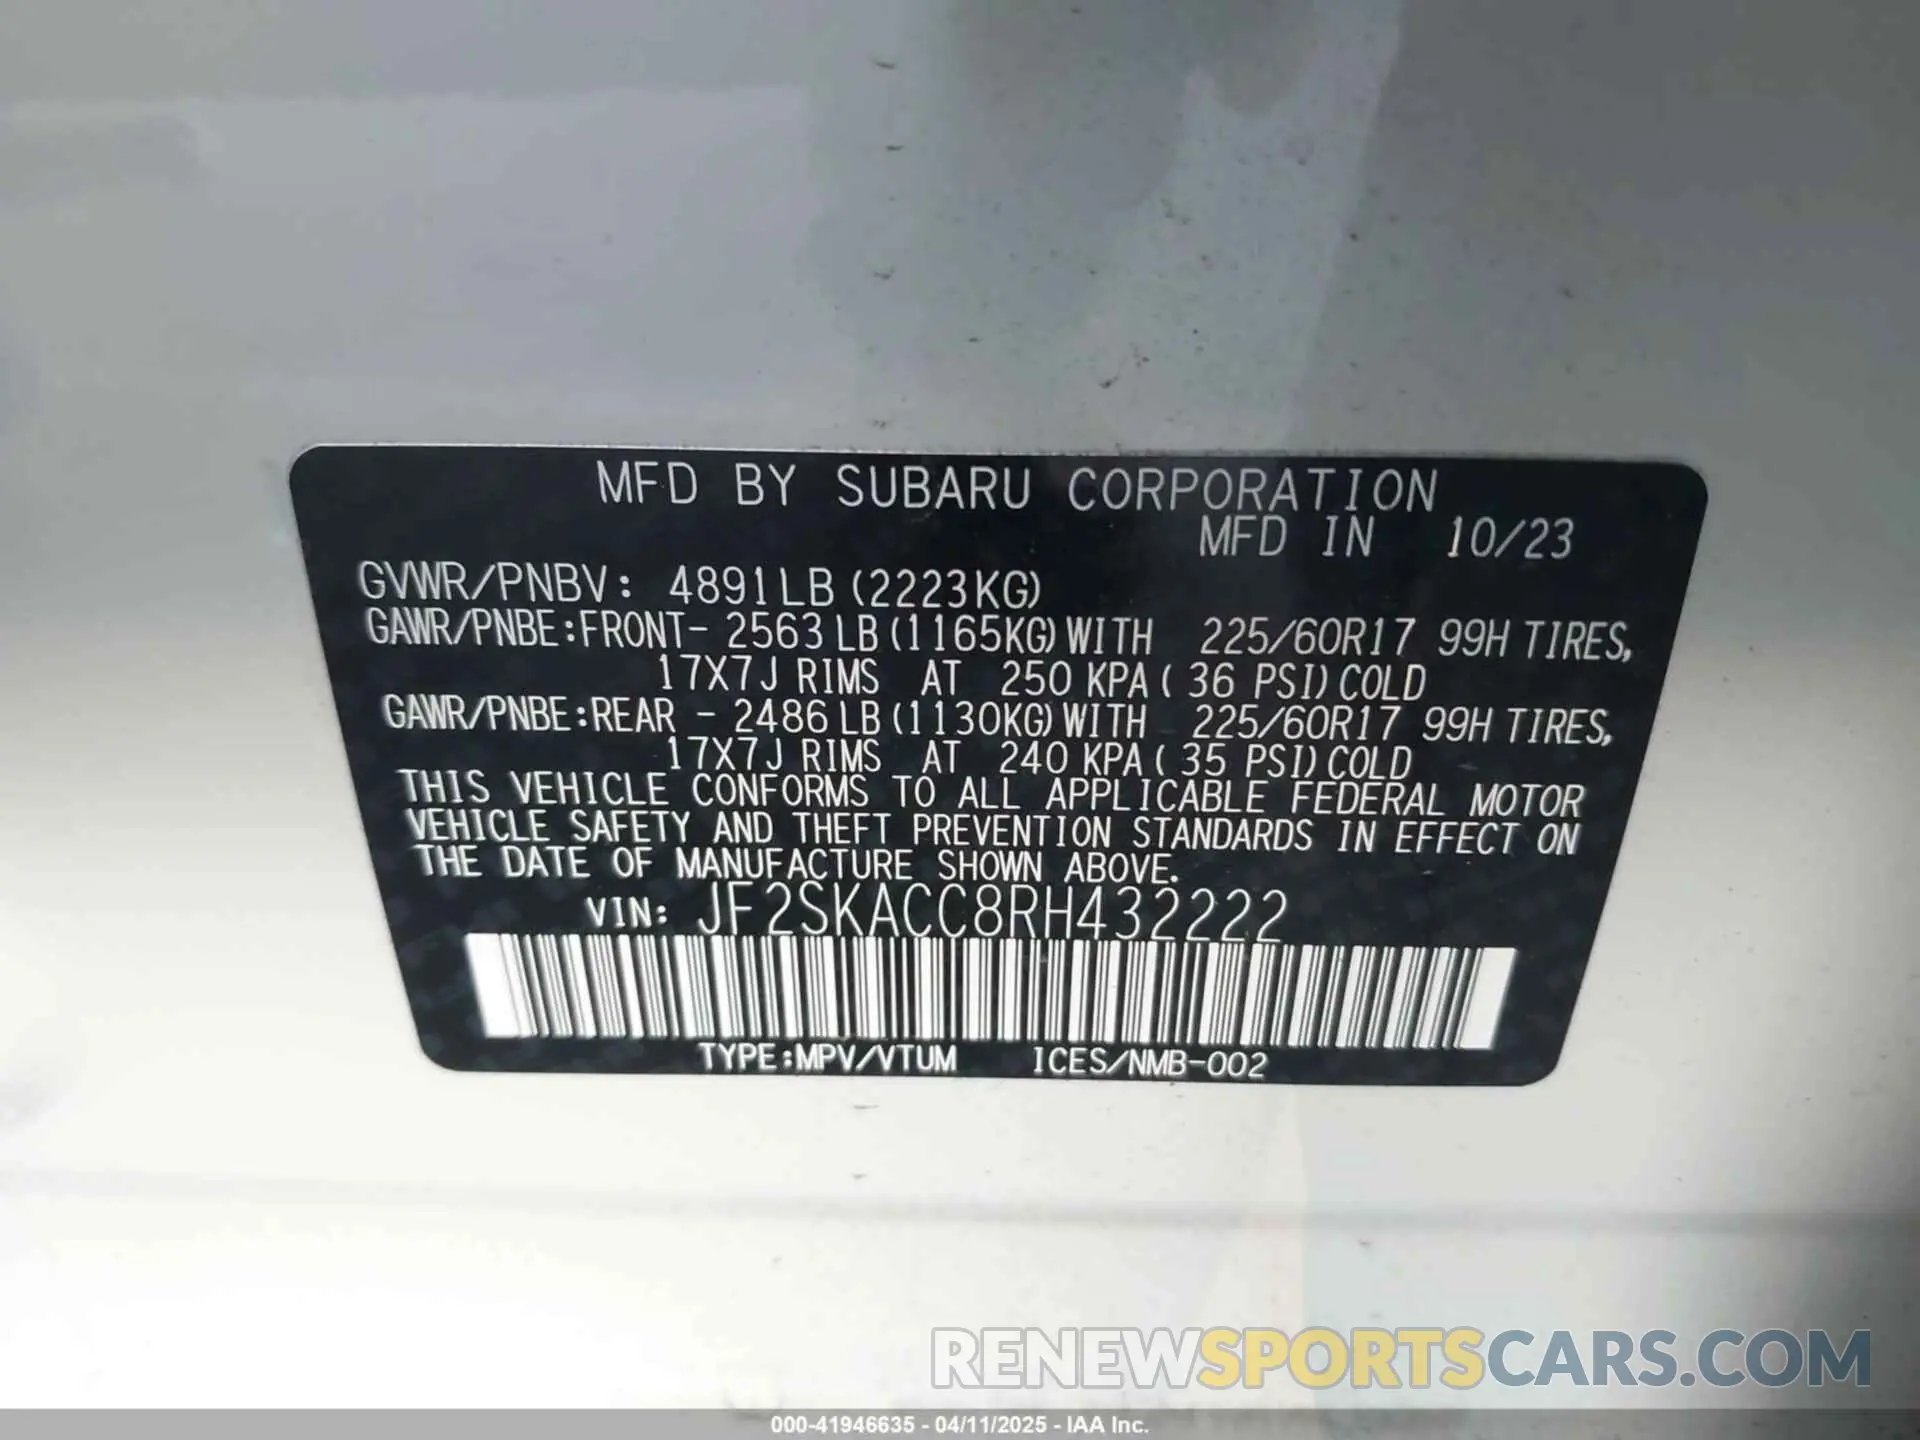 MFD BY SUBARU CORPORATION
MFD IN 10/23
GVWR/PNBV: 4891LB (2223KG)
GAWR/PNBE:FRONT- 2563 LB (1165KG) WITH 225/60R17 99H TIRES,
17X7J RIMS AT 250 KPA ( 36 PSI) COLD
GAWR/PNBE:REAR - 2486 LB (1130KG) WITH 225/60R17 99H TIRES,
17X7J RIMS AT 240 KPA ( 35 PSI) COLD
THIS VEHICLE CONFORMS TO ALL APPLICABLE FEDERAL MOTOR
VEHICLE SAFETY AND THEFT PREVENTION STANDARDS IN EFFECT ON
THE DATE OF MANUFACTURE SHOWN ABOVE.
VIN: JF2SKACC8RH432222
TYPE:MPV/VTUM ICES/NMB-002
RENEWSPORTSCARS.COM
000-41946635 - 04/11/2025 - IAA Inc.